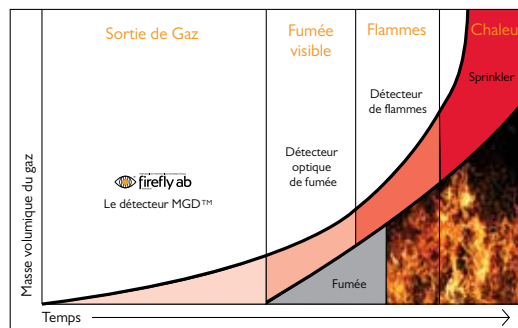 Sortie de Gaz
Fumée
visible
Flammes
Chaleu
Sprinkler
Détecteur
de flammes
Détecteur
optique
de fumée
firefly ab
Le détecteur MGD™
Masse volumique du gaz
Fumée
Temps